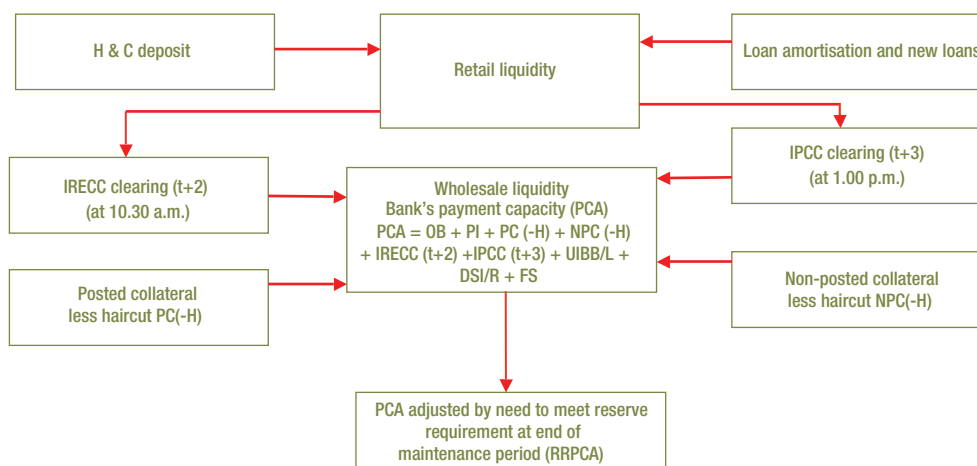 H & C deposit
Retail liquidity
Loan amortisation and new loans
IRECC clearing (t+2)
(at 10.30 a.m.)
IPCC clearing (t+3)
(at 1.00 p.m.)
Wholesale liquidity
Bank's payment capacity (PCA)
PCA = OB + PI + PC (-H) + NPC (-H)
+ IRECC (t+2) +IPCC (t+3) + UIBB/L +
DSI/R + FS
Posted collateral
less haircut PC(-H)
Non-posted collateral
less haircut NPC(-H)
PCA adjusted by need to meet reserve
requirement at end of
maintenance period (RRPCA)